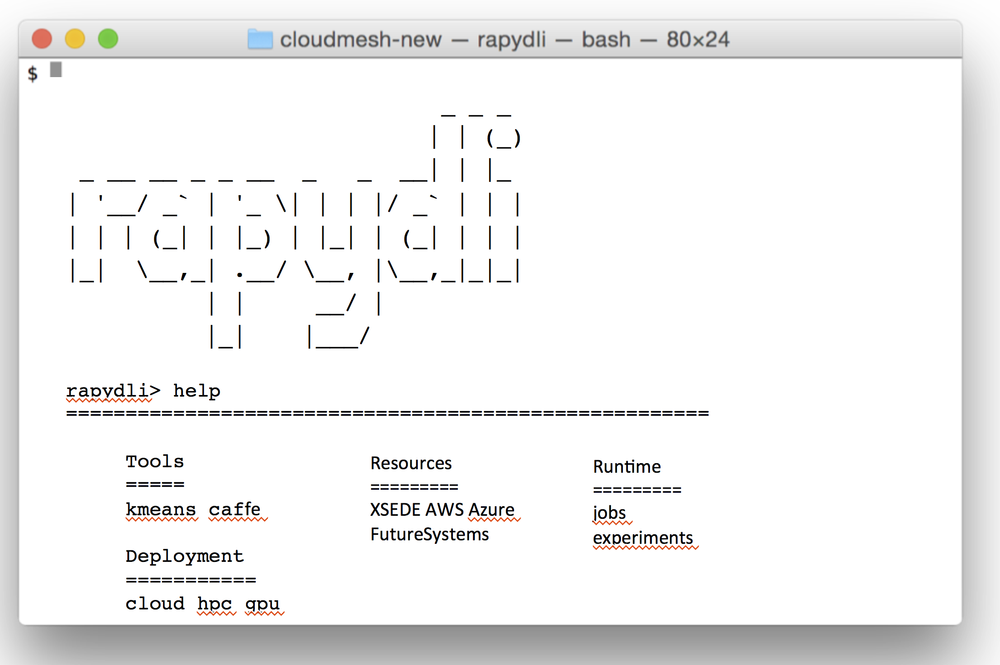 cloudmesh-new — rapydli — bash — 80×24
$
                           _ _ _
                          | | (_)
 _ __ __ _ _ __  _   _  __| | |_
| '__/ _` | '_ \| | | |/ _` | | |
| | | (_| | |_) | |_| | (_| | | |
|_|  \__,_| .__/ \__, |\__,_|_|_|
          | |     __/ |
          |_|    |___/
rapydli> help
======================================================
Tools
=====
kmeans caffe
Deployment
===========
cloud hpc gpu
Resources
=========
XSEDE AWS Azure
FutureSystems
Runtime
=========
jobs
experiments